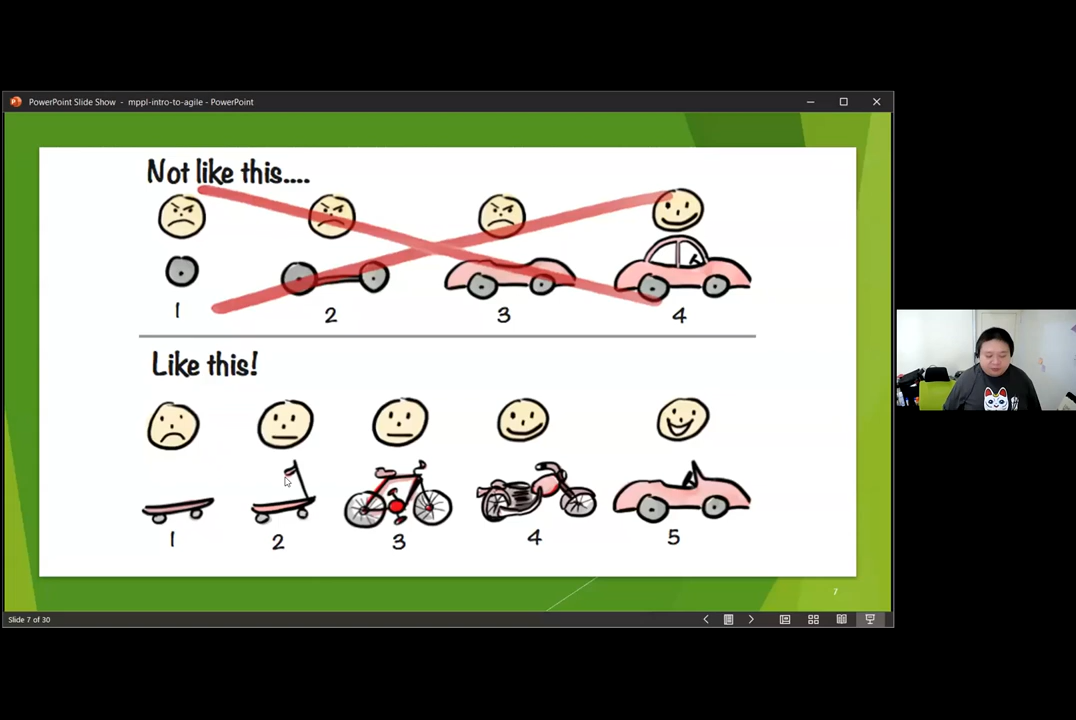 PowerPoint Slide Show - mppl-intro-to-agile - PowerPoint
Not like this....
1 2 3 4
Like this!
1 2 3 4 5
7
Slide 7 of 30